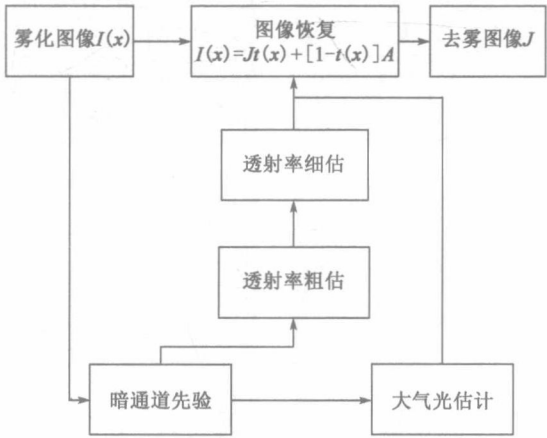 雾化图像I(x)
图像恢复
I(x)=Jt(x)+[1-t(x)]A
去雾图像J
透射率细估
透射率粗估
暗通道先验
大气光估计